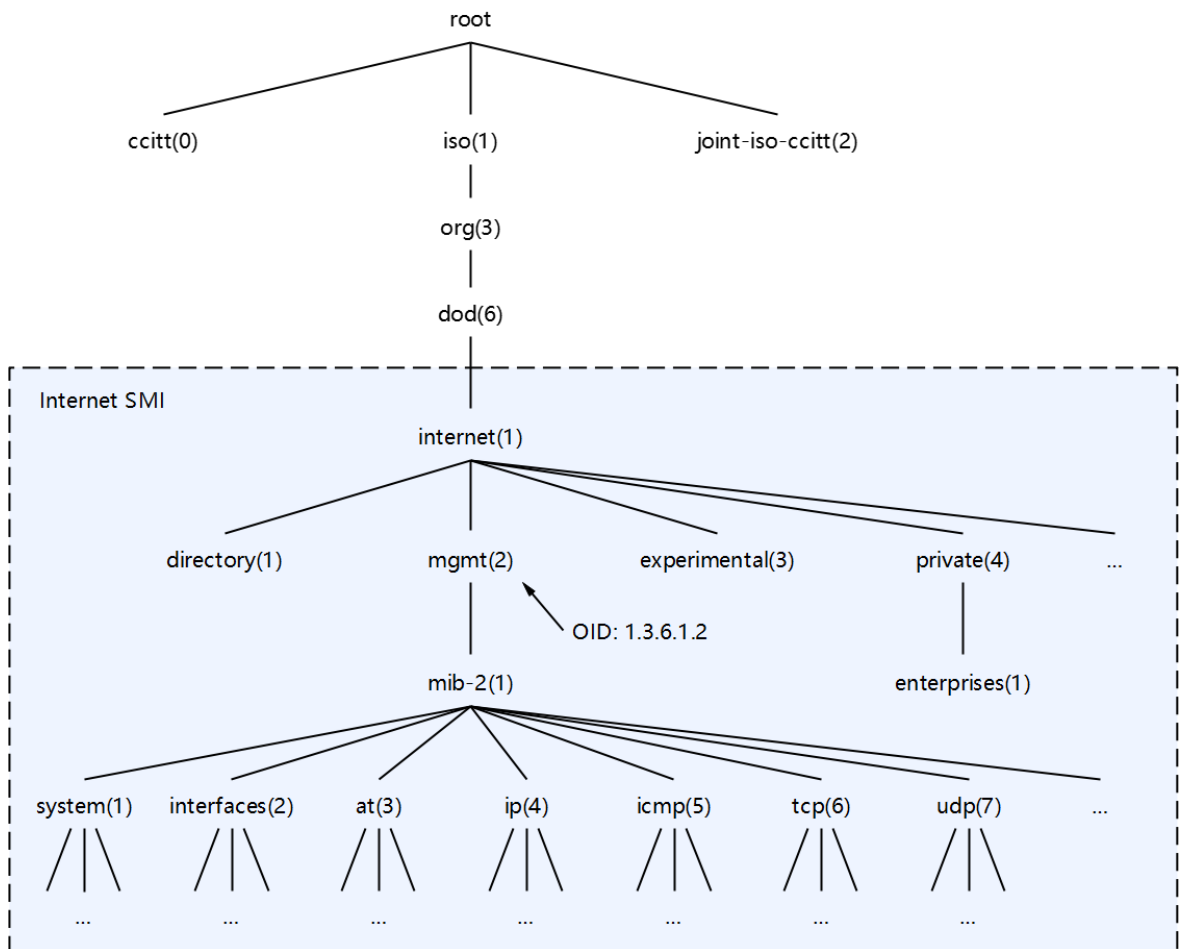 root
ccitt(0) iso(1) joint-iso-ccitt(2)
org(3)
dod(6)
Internet SMI
internet(1)
directory(1) mgmt(2) experimental(3) private(4) ...
OID: 1.3.6.1.2
mib-2(1) enterprises(1)
system(1) interfaces(2) at(3) ip(4) icmp(5) tcp(6) udp(7) ...
... ... ... ... ... ... ...